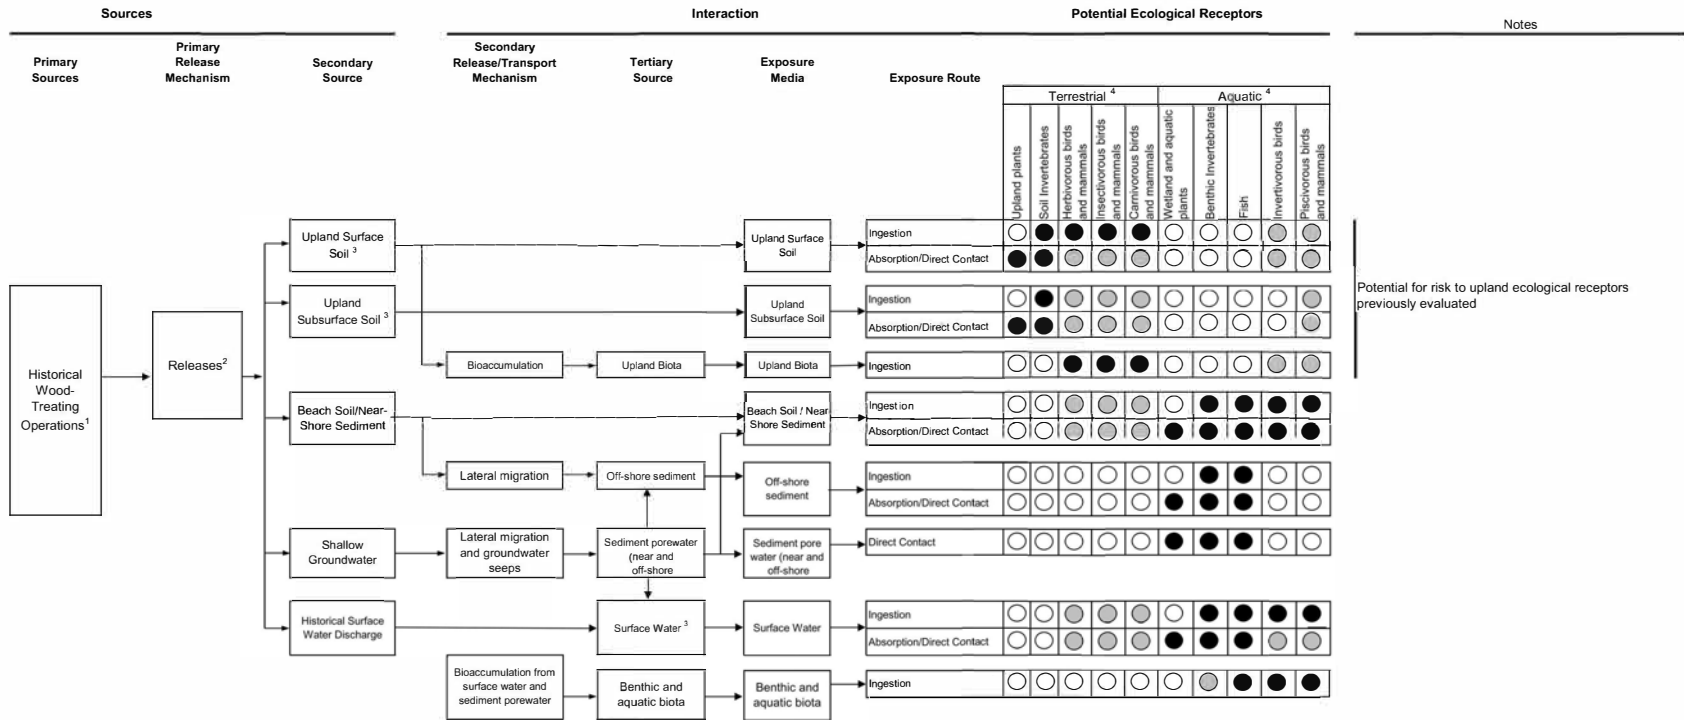 Sources
Interaction
Potential Ecological Receptors
Notes
Primary
Sources
Primary
Release
Mechanism
Secondary
Source
Secondary
Release/Transport
Mechanism
Tertiary
Source
Exposure
Media
Exposure Route
Terrestrial 4
Aquatic 4
Upland plants
Soil Invertebrates
Herbivorous birds
and mammals
Insectivorous birds
and mammals
Carnivorous birds
and mammals
Wetland and aquatic
plants
Benthic Invertebrates
Fish
Invertivorous birds
Piscivorous birds
and mammals
Historical
Wood-
Treating
Operations1
Releases2
Upland Surface
Soil 3
Upland Surface
Soil
Ingestion
Absorption/Direct Contact
Upland
Subsurface Soil 3
Upland
Subsurface Soil
Ingestion
Absorption/Direct Contact
Potential for risk to upland ecological receptors
previously evaluated
Bioaccumulation
Upland Biota
Upland Biota
Ingestion
Beach Soil/Near-
Shore Sediment
Beach Soil / Near
Shore Sediment
Ingestion
Absorption/Direct Contact
Lateral migration
Off-shore sediment
Off-shore
sediment
Ingestion
Absorption/Direct Contact
Shallow
Groundwater
Lateral migration
and groundwater
seeps
Sediment porewater
(near and
off-shore
Sediment pore
water (near and
off-shore
Direct Contact
Historical Surface
Water Discharge
Surface Water 3
Surface Water
Ingestion
Absorption/Direct Contact
Bioaccumulation from
surface water and
sediment porewater
Benthic and
aquatic biota
Benthic and
aquatic biota
Ingestion